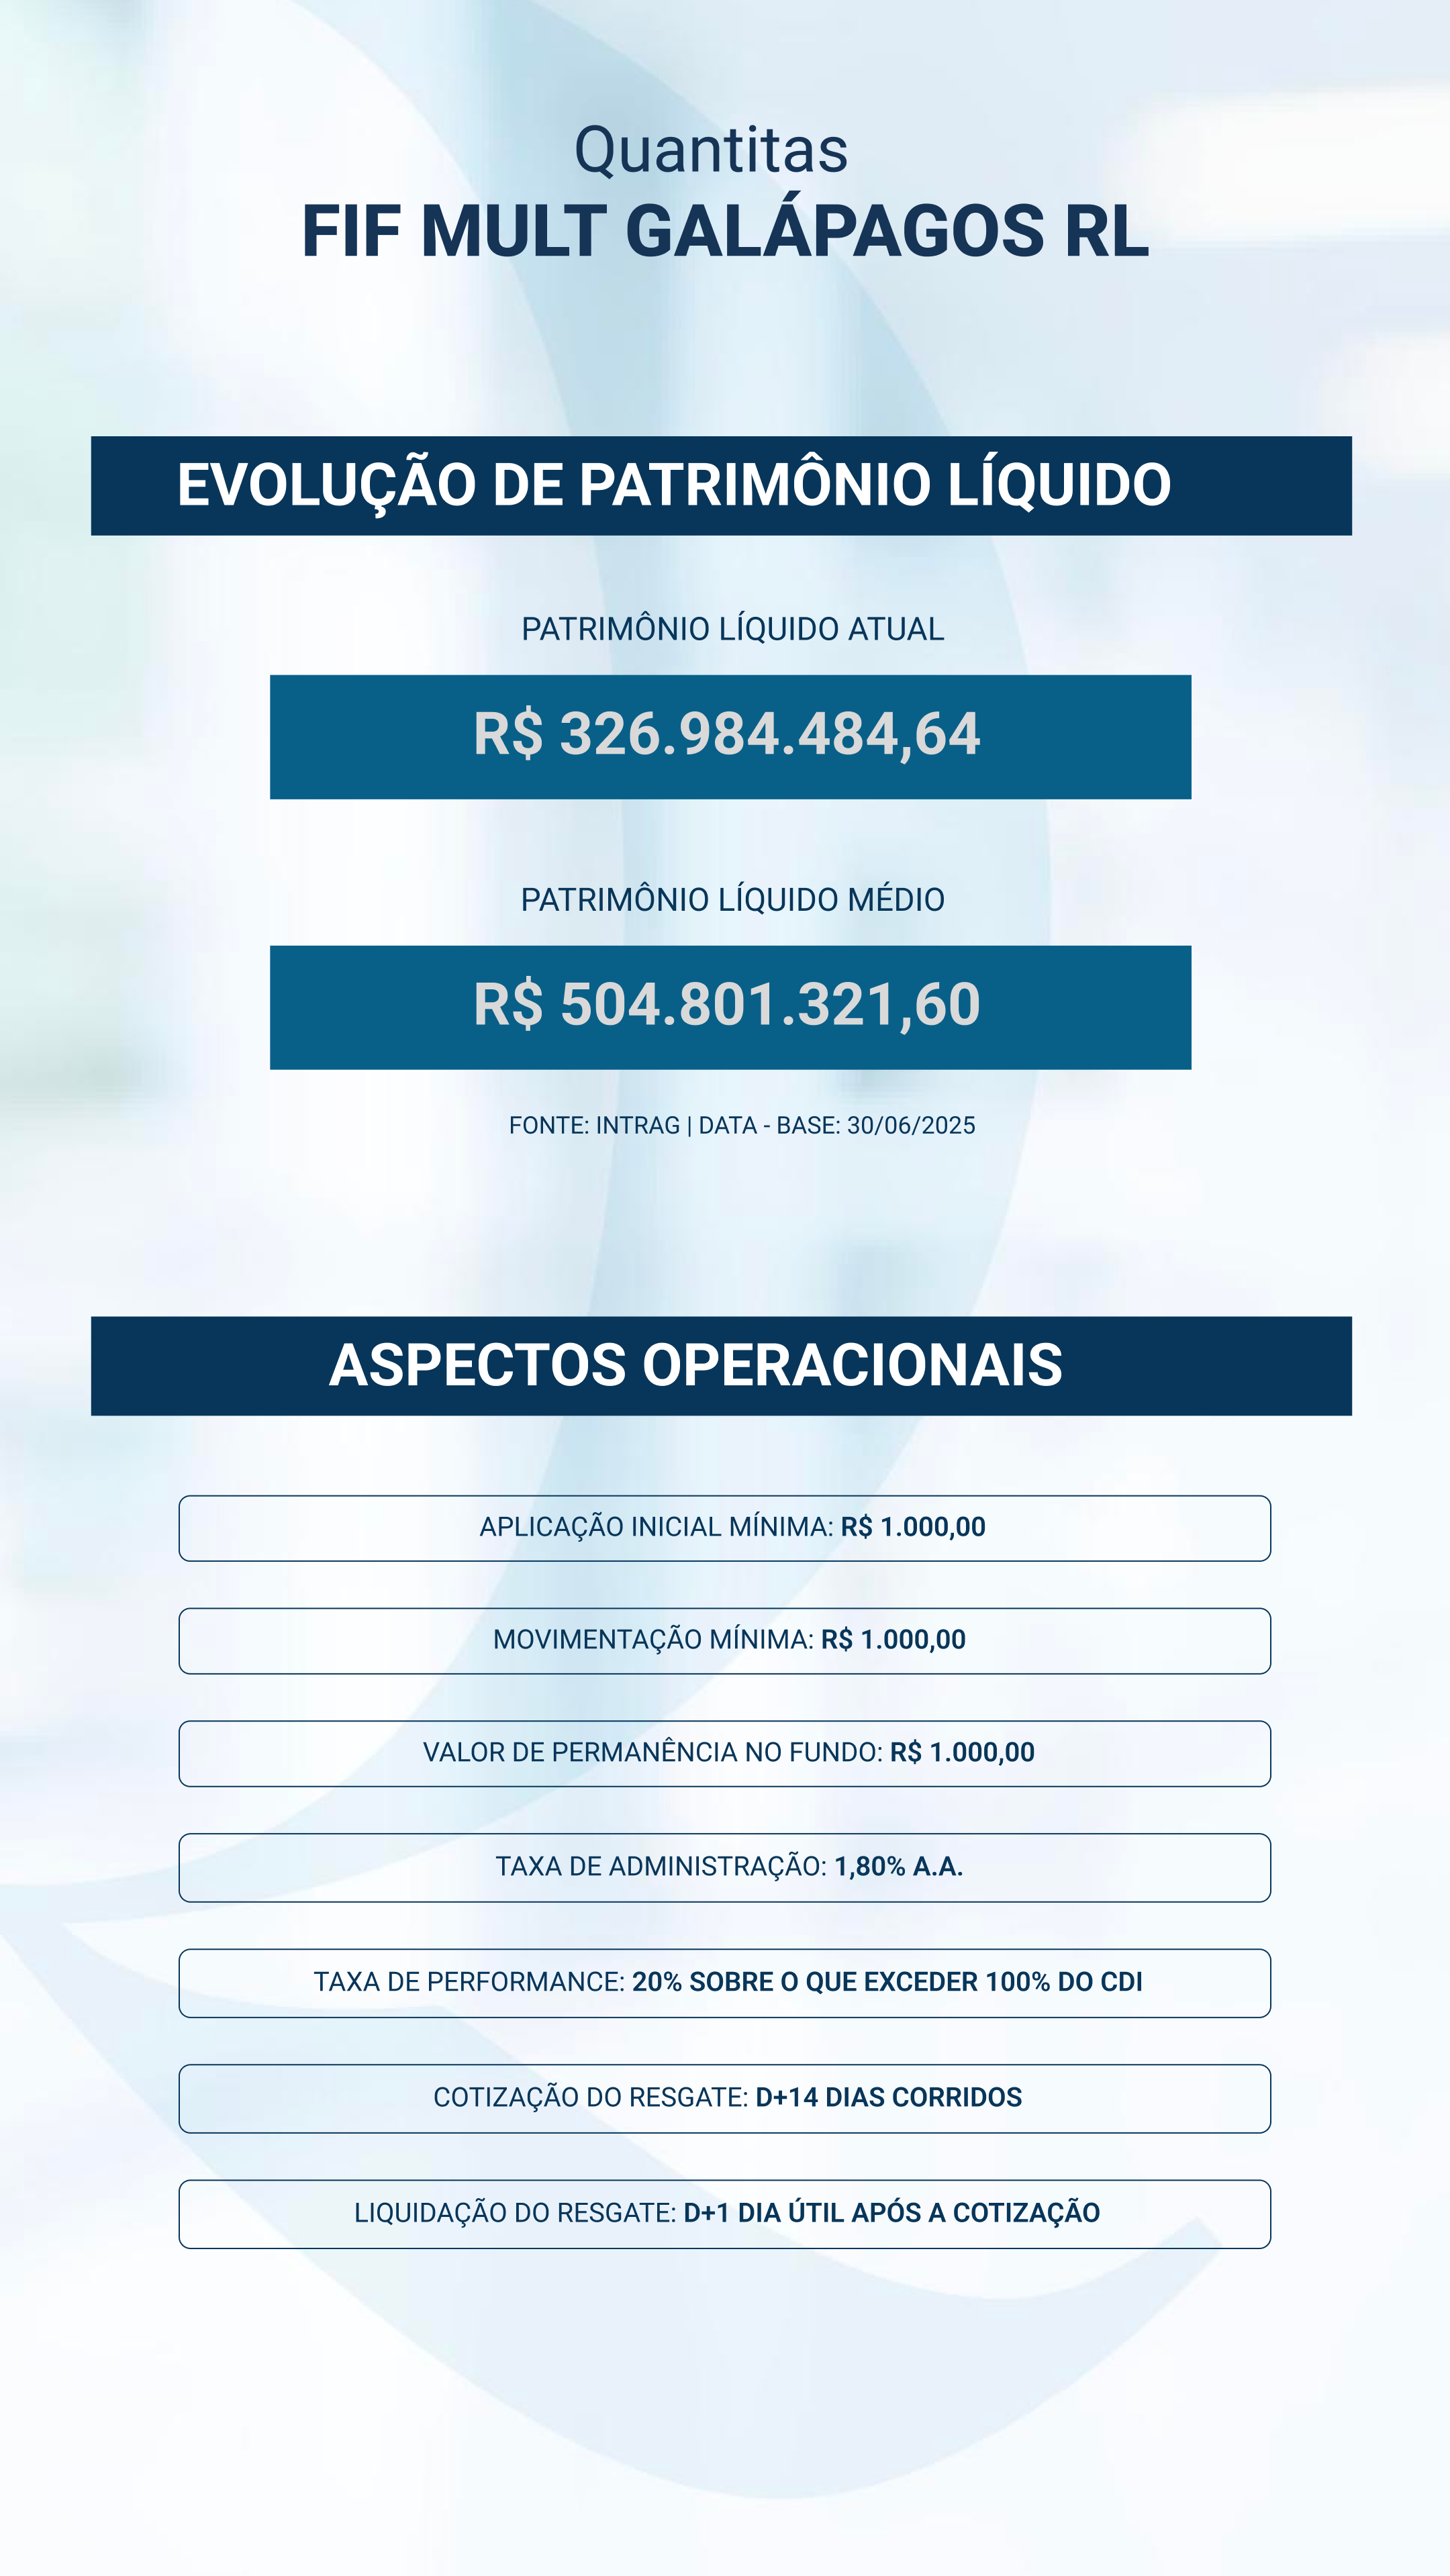 Quantitas
FIF MULT GALÁPAGOS RL
EVOLUÇÃO DE PATRIMÔNIO LÍQUIDO
PATRIMÔNIO LÍQUIDO ATUAL
R$ 326.984.484,64
PATRIMÔNIO LÍQUIDO MÉDIO
R$ 504.801.321,60
FONTE: INTRAG | DATA - BASE: 30/06/2025
ASPECTOS OPERACIONAIS
APLICAÇÃO INICIAL MÍNIMA: R$ 1.000,00
MOVIMENTAÇÃO MÍNIMA: R$ 1.000,00
VALOR DE PERMANÊNCIA NO FUNDO: R$ 1.000,00
TAXA DE ADMINISTRAÇÃO: 1,80% A.A.
TAXA DE PERFORMANCE: 20% SOBRE O QUE EXCEDER 100% DO CDI
COTIZAÇÃO DO RESGATE: D+14 DIAS CORRIDOS
LIQUIDAÇÃO DO RESGATE: D+1 DIA ÚTIL APÓS A COTIZAÇÃO